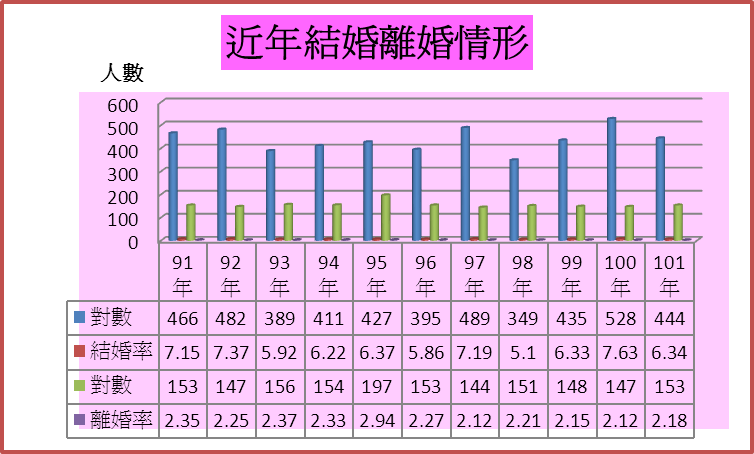 近年結婚離婚情形
人數
600
500
400
300
200
100
0
91年 92年 93年 94年 95年 96年 97年 98年 99年 100年 101年
對數 466 482 389 411 427 395 489 349 435 528 444
結婚率 7.15 7.37 5.92 6.22 6.37 5.86 7.19 5.1 6.33 7.63 6.34
對數 153 147 156 154 197 153 144 151 148 147 153
離婚率 2.35 2.25 2.37 2.33 2.94 2.27 2.12 2.21 2.15 2.12 2.18